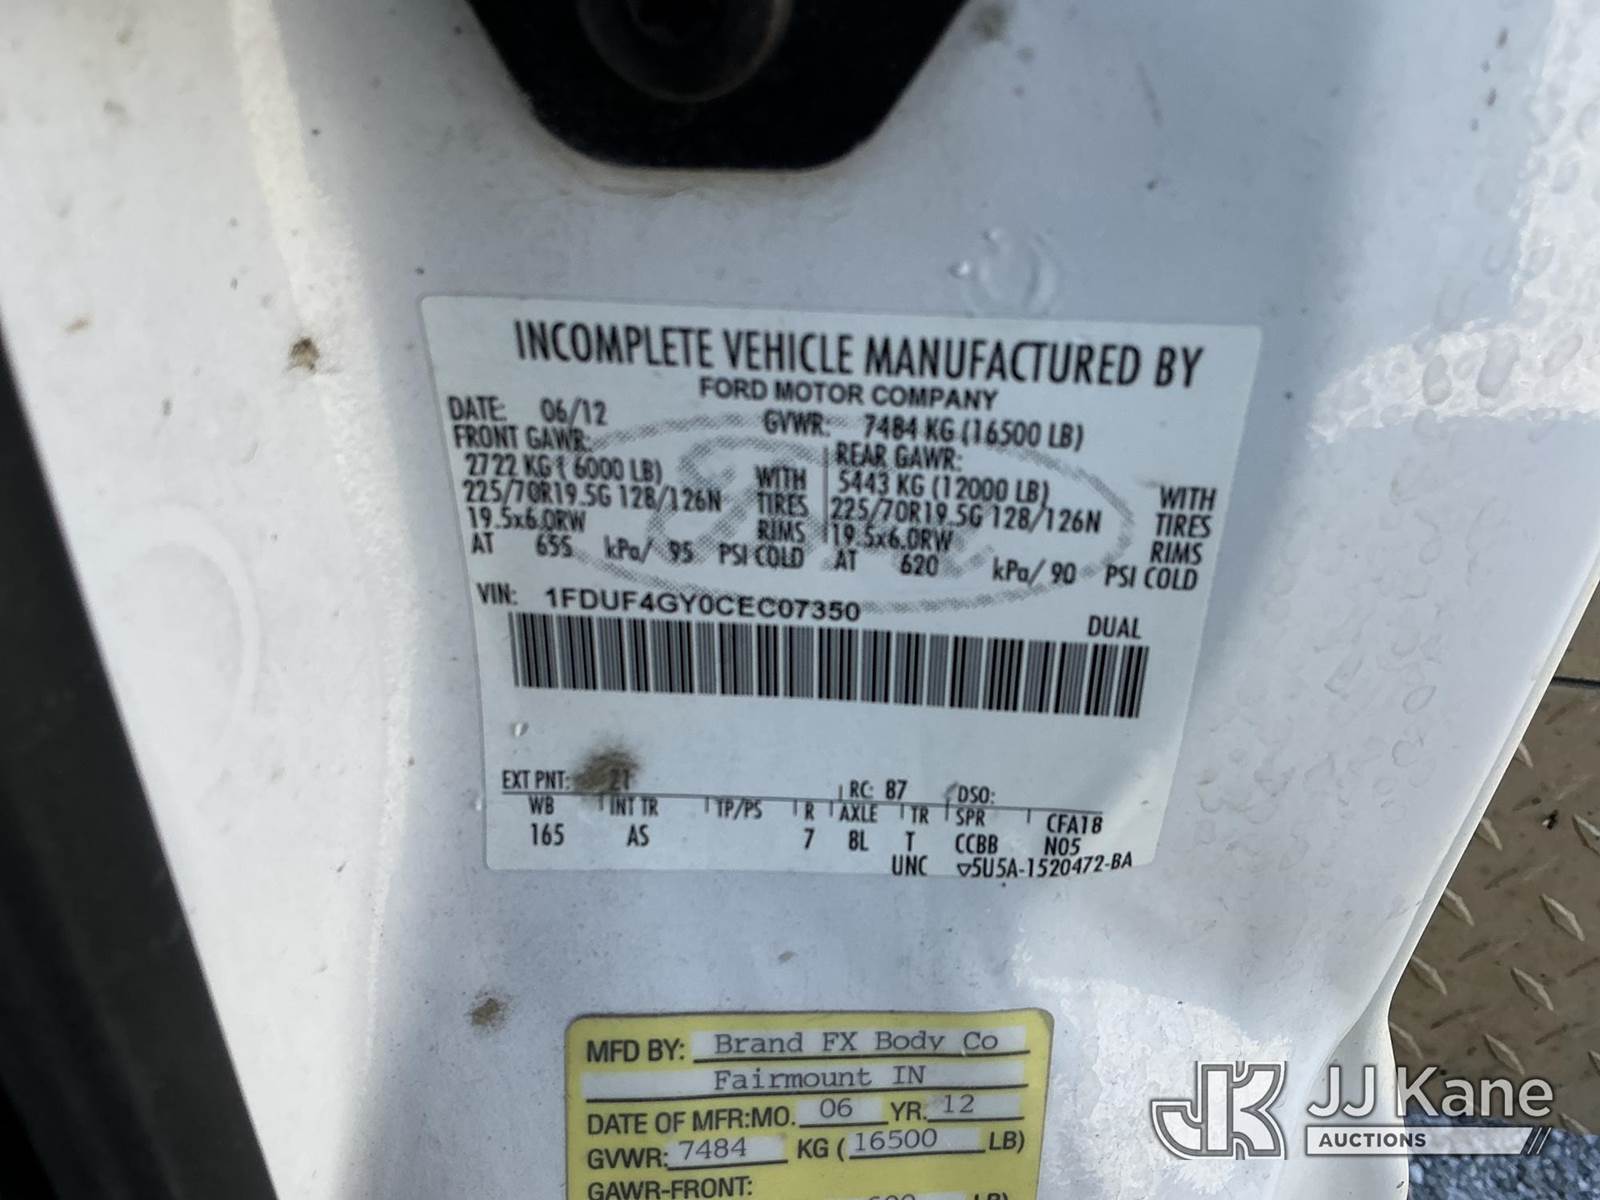 INCOMPLETE VEHICLE MANUFACTURED BY
FORD MOTOR COMPANY
DATE: 06/12 GVWR: 7484 KG (16500 LB)
FRONT GAWR: REAR GAWR:
2722 KG ( 6000 LB) WITH 5443 KG (12000 LB) WITH
225/70R19.5G 128/126N TIRES 225/70R19.5G 128/126N TIRES
19.5x6.0RW RIMS 19.5x6.0RW RIMS
AT 655 kPa/ 95 PSI COLD AT 620 kPa/ 90 PSI COLD
VIN: 1FDUF4GY0CEC07350
DUAL
EXT PNT: Z1 RC: 87 DSO:
WB INT TR TP/PS R AXLE TR SPR CFA18
165 AS 7 8L T CCBB N05
UNC ▽5U5A-1520472-BA
MFD BY: Brand FX Body Co
Fairmount IN
DATE OF MFR:MO. 06 YR. 12
GVWR: 7484 KG ( 16500 LB)
GAWR-FRONT:
LB)
JK JJ Kane
AUCTIONS